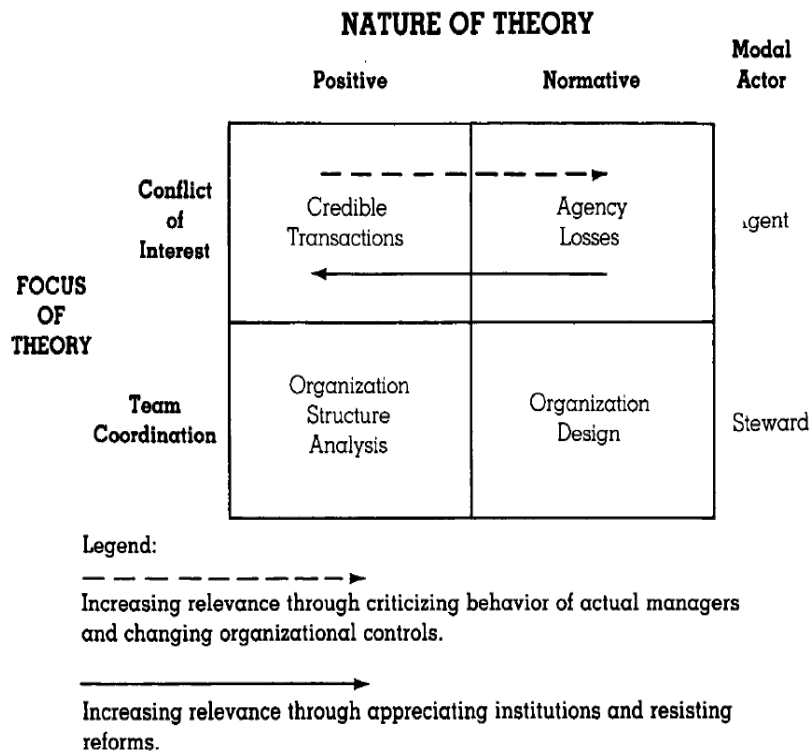 NATURE OF THEORY
Modal
Actor
Positive
Normative
Conflict
of
Interest
Credible
Transactions
Agency
Losses
gent
FOCUS
OF
THEORY
Team
Coordination
Organization
Structure
Analysis
Organization
Design
Steward
Legend:
Increasing relevance through criticizing behavior of actual managers
and changing organizational controls.
Increasing relevance through appreciating institutions and resisting
reforms.